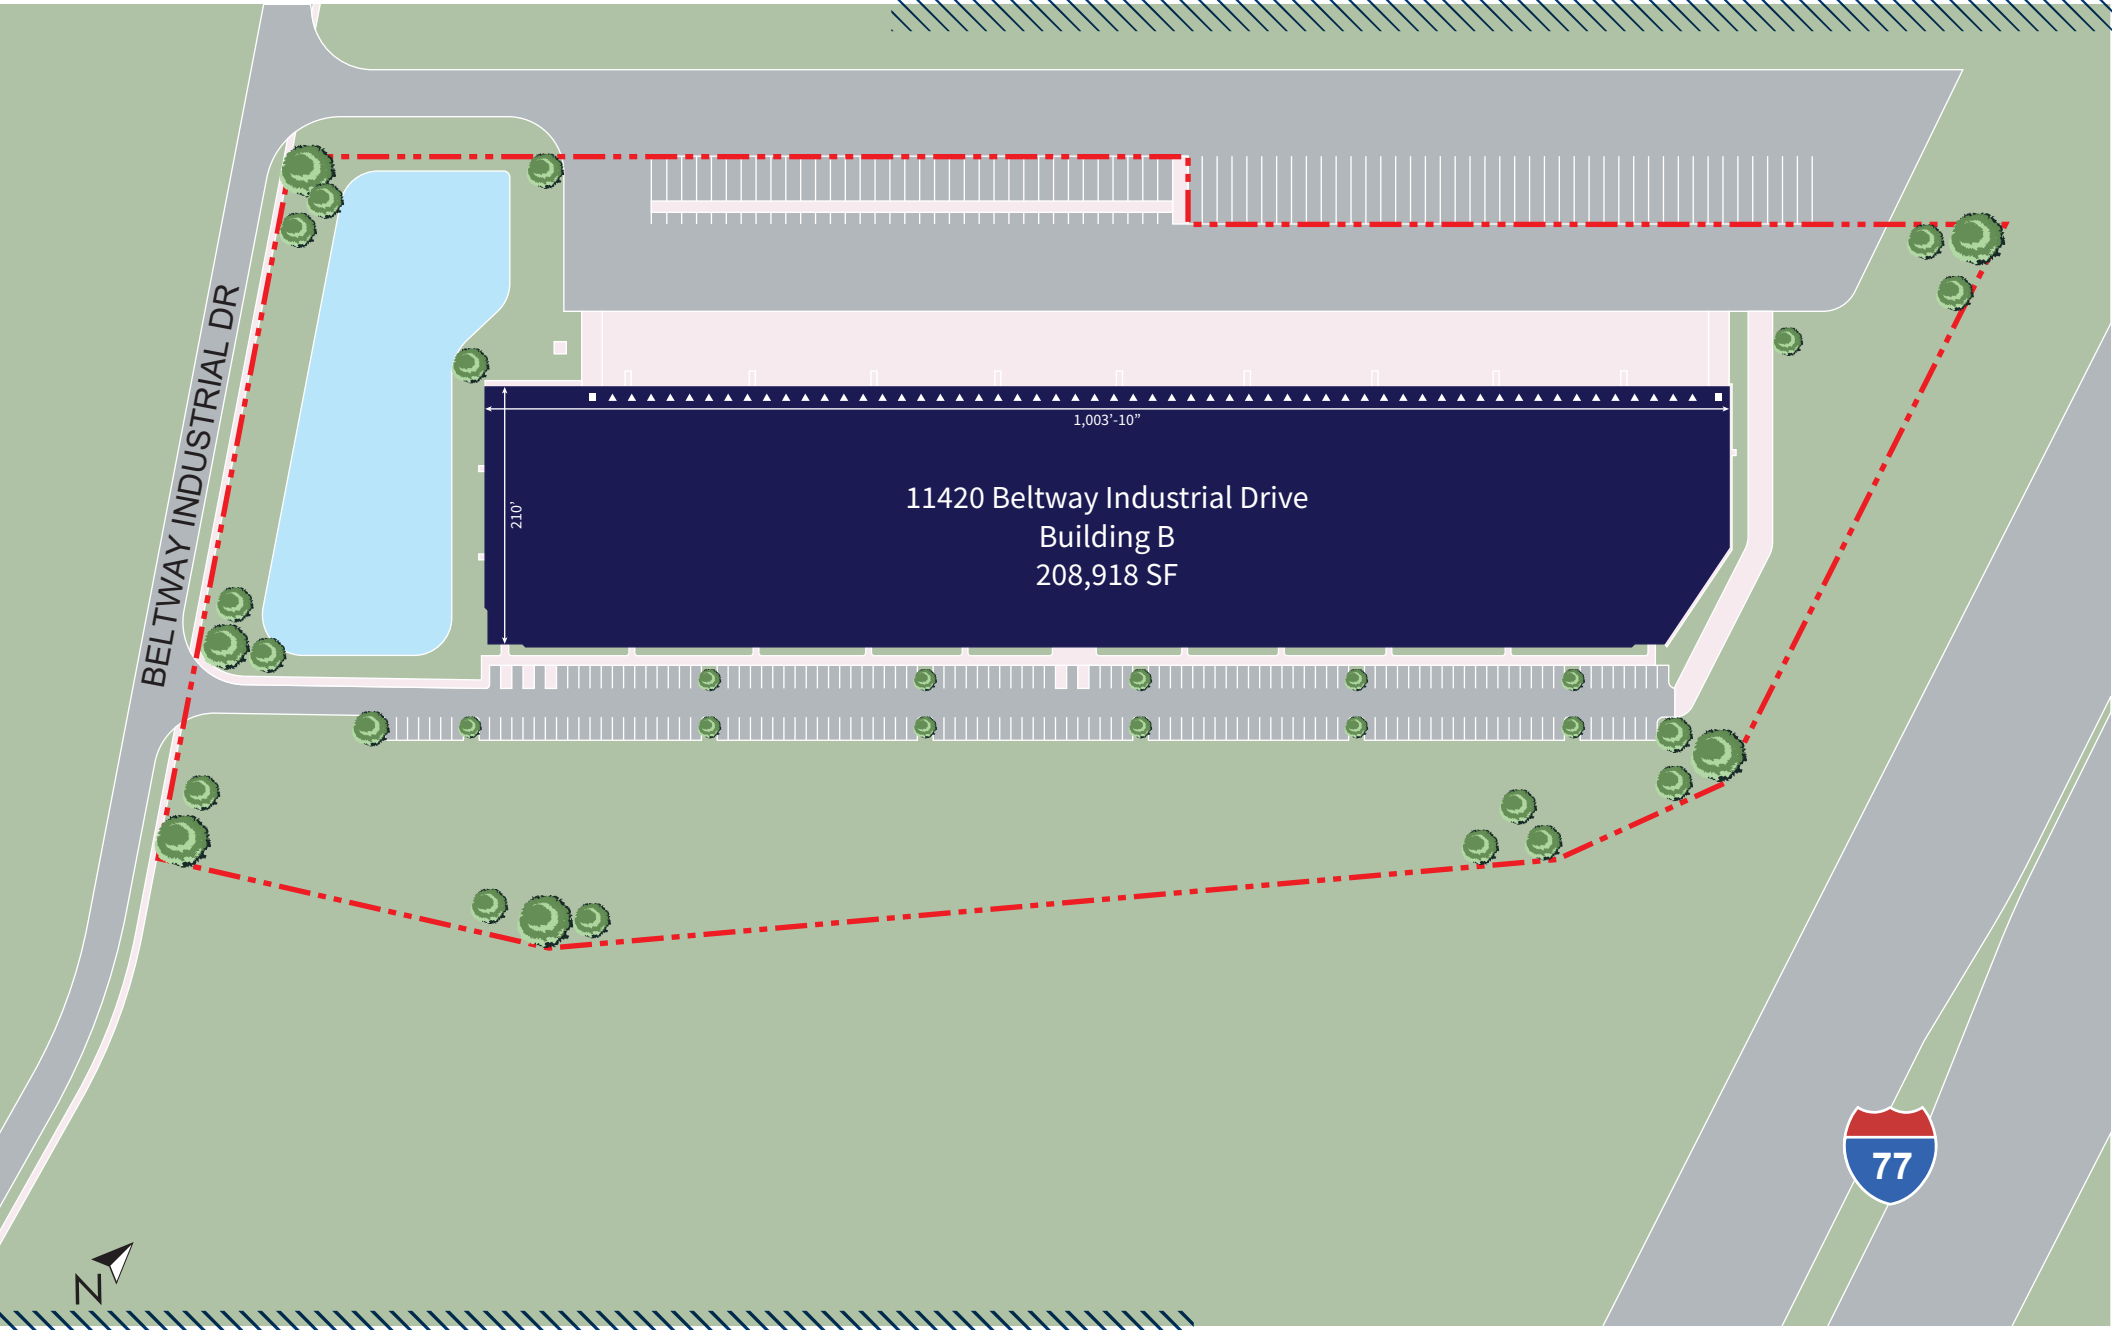 BELTWAY INDUSTRIAL DR
1,003’-10”
210’
11420 Beltway Industrial Drive
Building B
208,918 SF
77
N